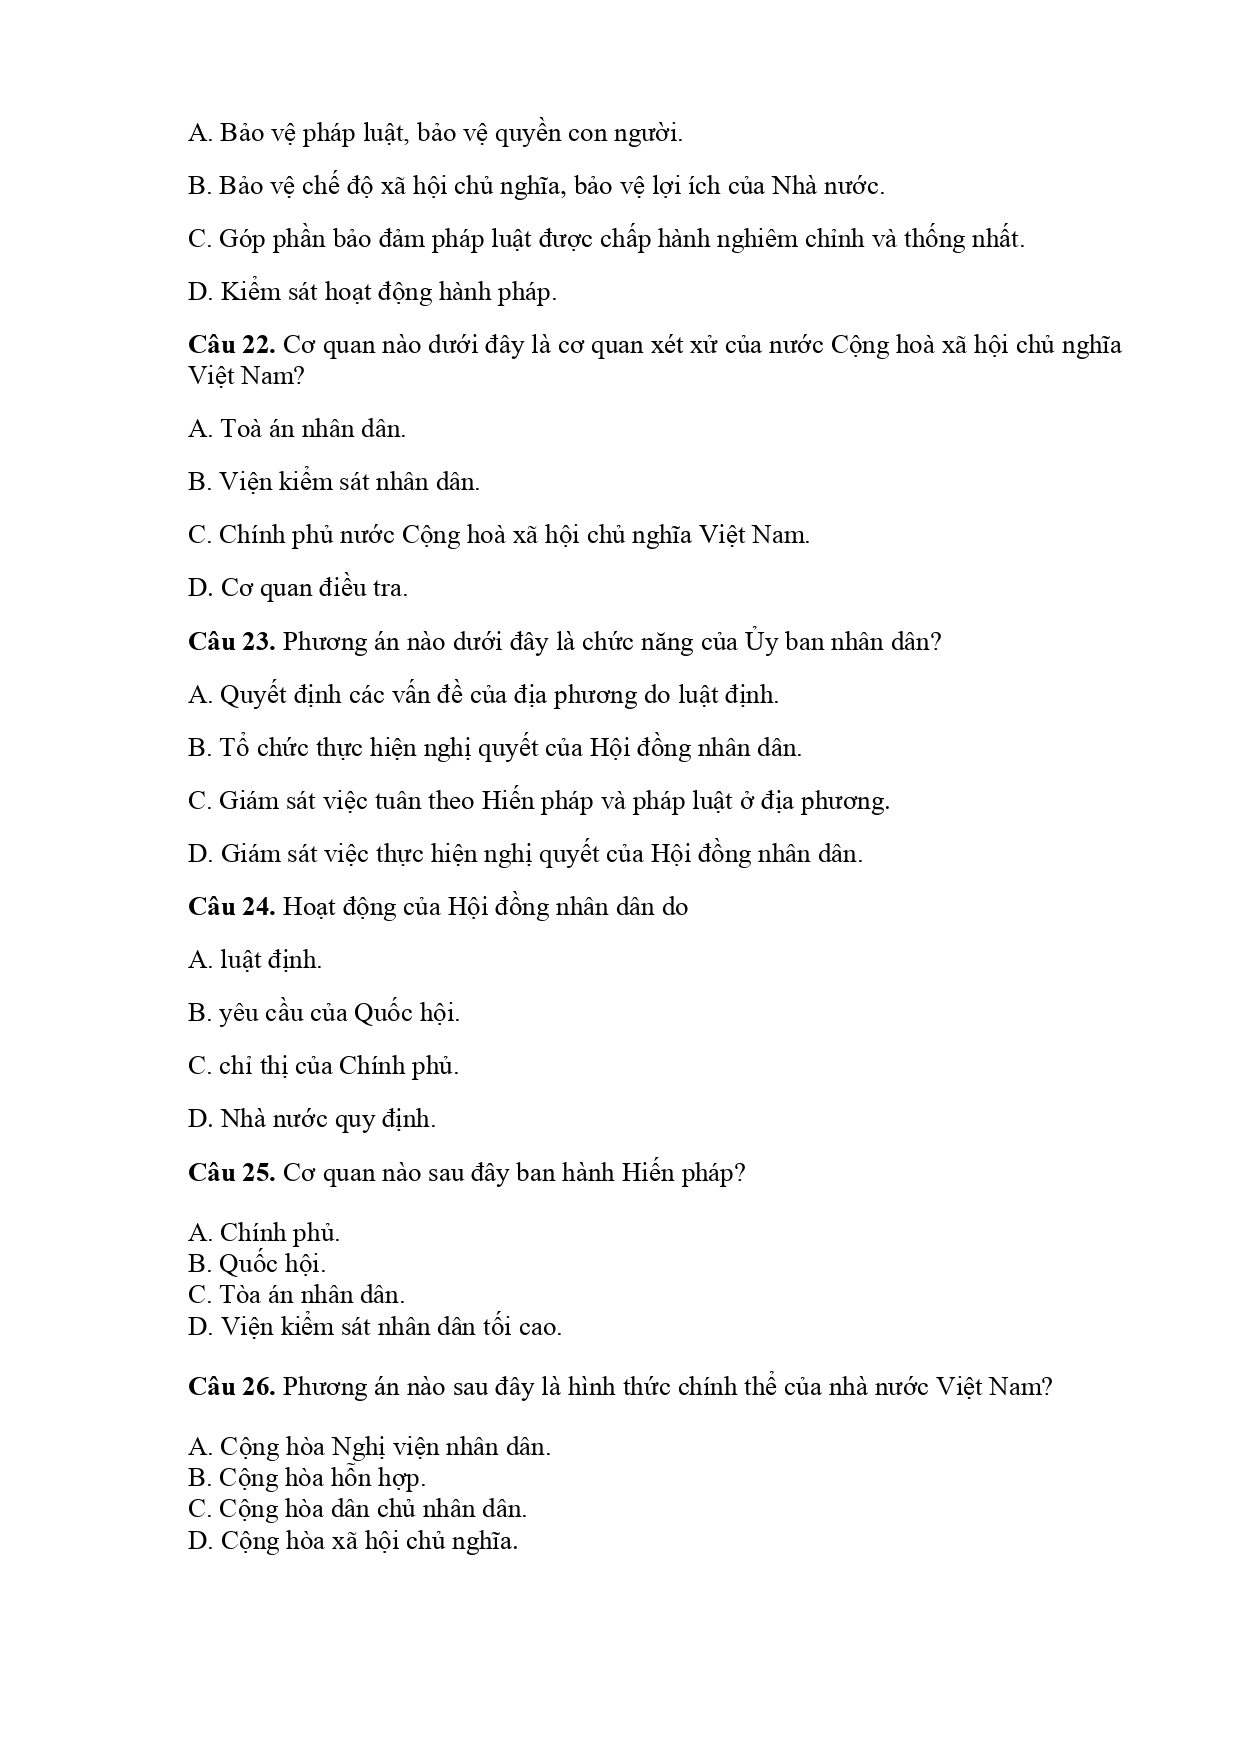 A. Bảo vệ pháp luật, bảo vệ quyền con người.
B. Bảo vệ chế độ xã hội chủ nghĩa, bảo vệ lợi ích của Nhà nước.
C. Góp phần bảo đảm pháp luật được chấp hành nghiêm chỉnh và thống nhất.
D. Kiểm sát hoạt động hành pháp.
Câu 22. Cơ quan nào dưới đây là cơ quan xét xử của nước Cộng hoà xã hội chủ nghĩa
Việt Nam?
A. Toà án nhân dân.
B. Viện kiểm sát nhân dân.
C. Chính phủ nước Cộng hoà xã hội chủ nghĩa Việt Nam.
D. Cơ quan điều tra.
Câu 23. Phương án nào dưới đây là chức năng của Ủy ban nhân dân?
A. Quyết định các vấn đề của địa phương do luật định.
B. Tổ chức thực hiện nghị quyết của Hội đồng nhân dân.
C. Giám sát việc tuân theo Hiến pháp và pháp luật ở địa phương.
D. Giám sát việc thực hiện nghị quyết của Hội đồng nhân dân.
Câu 24. Hoạt động của Hội đồng nhân dân do
A. luật định.
B. yêu cầu của Quốc hội.
C. chỉ thị của Chính phủ.
D. Nhà nước quy định.
Câu 25. Cơ quan nào sau đây ban hành Hiến pháp?
A. Chính phủ.
B. Quốc hội.
C. Tòa án nhân dân.
D. Viện kiểm sát nhân dân tối cao.
Câu 26. Phương án nào sau đây là hình thức chính thể của nhà nước Việt Nam?
A. Cộng hòa Nghị viện nhân dân.
B. Cộng hòa hỗn hợp.
C. Cộng hòa dân chủ nhân dân.
D. Cộng hòa xã hội chủ nghĩa.